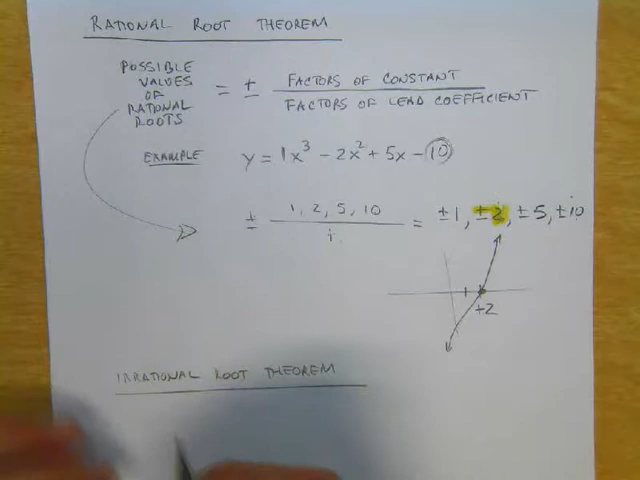 RATIONAL ROOT THEOREM
POSSIBLE
VALUES
OF
RATIONAL
ROOTS
= ± FACTORS OF CONSTANT
FACTORS OF LEAD COEFFICIENT
EXAMPLE y = 1x³ - 2x² + 5x - 10
± 1, 2, 5, 10
1
= ±1, ±2, ±5, ±10
+2
IRRATIONAL ROOT THEOREM